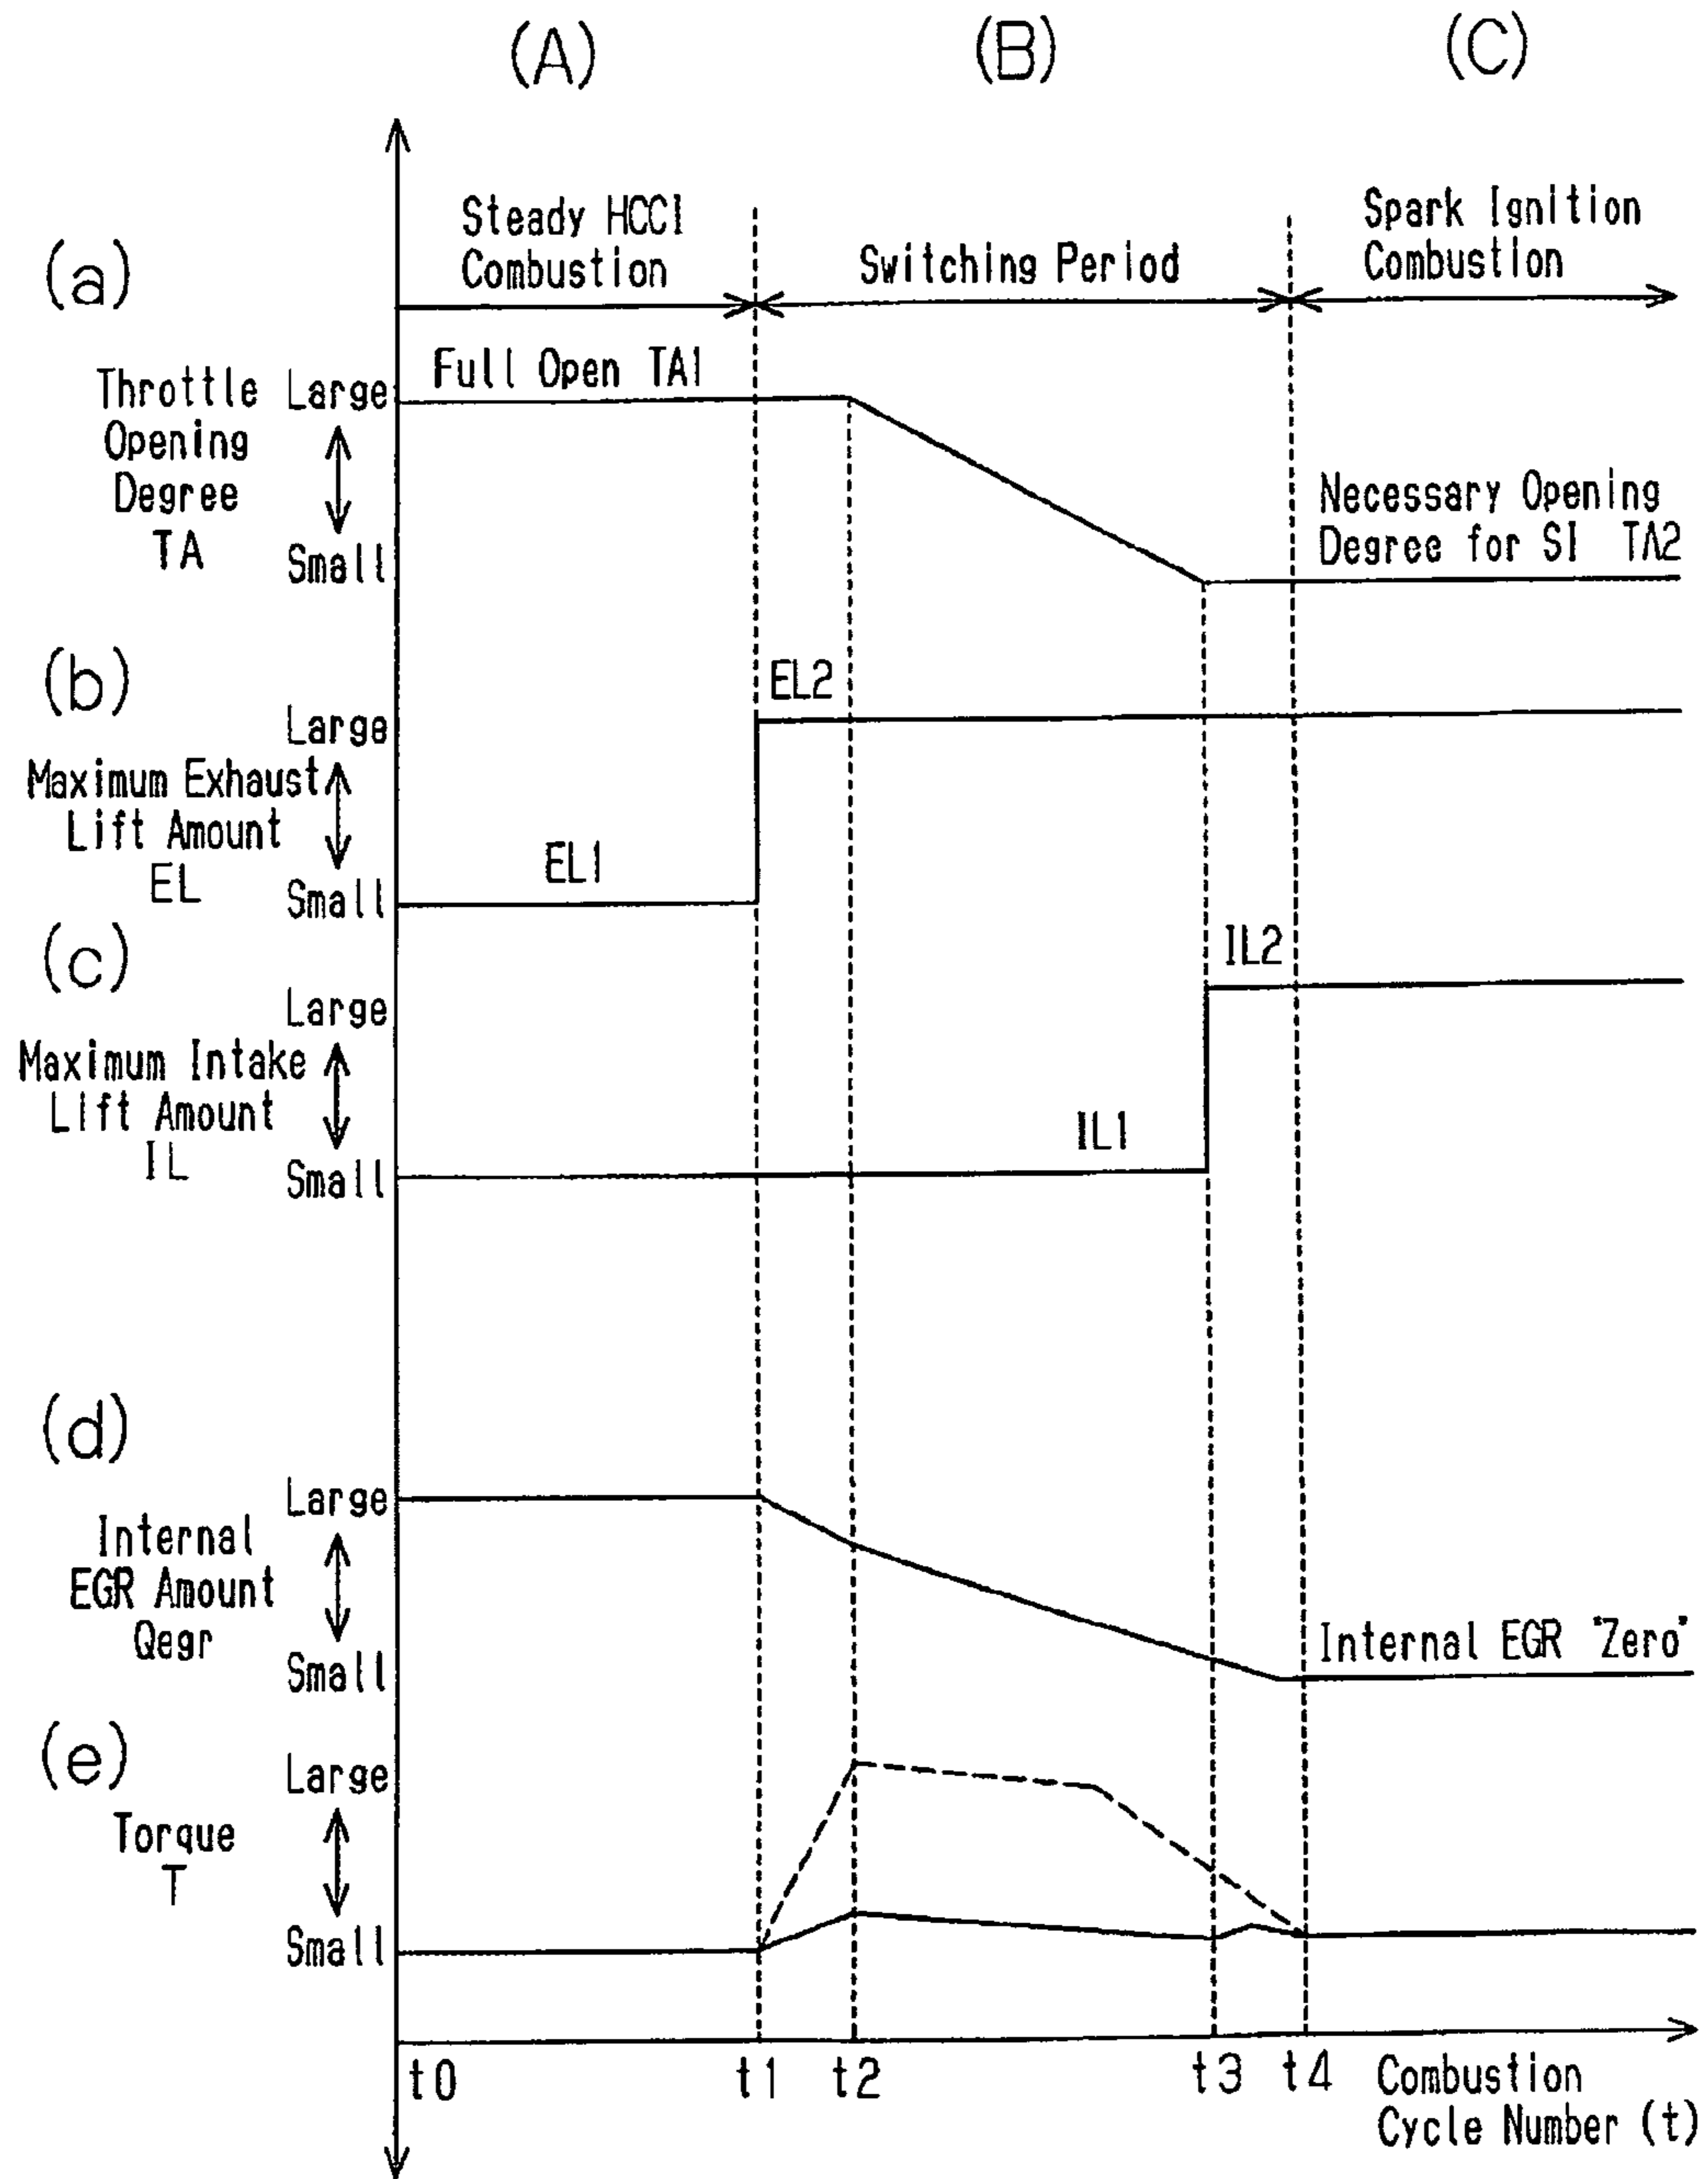 (A)
(B)
(C)
Steady HCCI
Combustion
Switching Period
Spark Ignition
Combustion
(a)
Full Open TA1
Throttle
Opening
Degree
TA
Large
Small
Necessary Opening
Degree for SI TA2
(b)
EL2
Large
Maximum Exhaust
Lift Amount
EL
EL1
Small
(c)
IL2
Large
Maximum Intake
Lift Amount
IL
IL1
Small
(d)
Large
Internal
EGR Amount
Qegr
Small
Internal EGR "Zero"
(e)
Large
Torque
T
Small
t0
t1
t2
t3
t4
Combustion
Cycle Number (t)